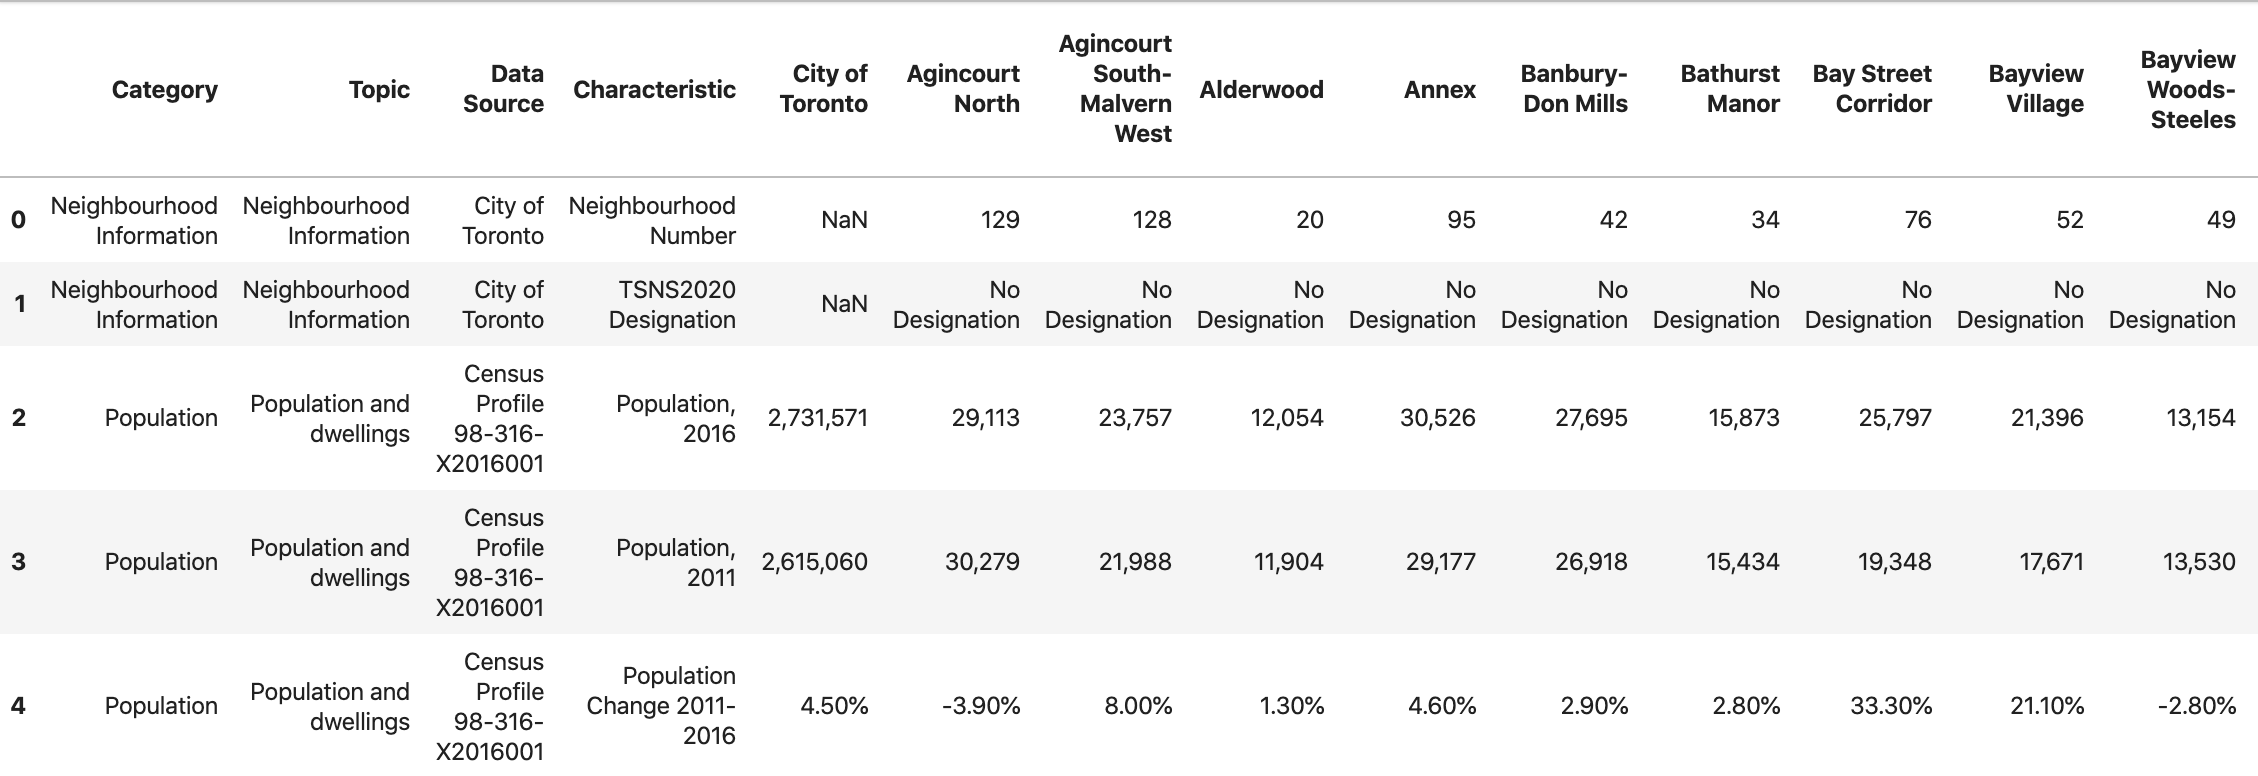 Category Topic Data Source Characteristic City of Toronto Agincourt North Agincourt South-Malvern West Alderwood Annex Banbury-Don Mills Bathurst Manor Bay Street Corridor Bayview Village Bayview Woods-Steeles
0 Neighbourhood Information Neighbourhood Information City of Toronto Neighbourhood Number NaN 129 128 20 95 42 34 76 52 49
1 Neighbourhood Information Neighbourhood Information City of Toronto TSNS2020 Designation NaN No Designation No Designation No Designation No Designation No Designation No Designation No Designation No Designation No Designation
2 Population Population and dwellings Census Profile 98-316-X2016001 Population, 2016 2,731,571 29,113 23,757 12,054 30,526 27,695 15,873 25,797 21,396 13,154
3 Population Population and dwellings Census Profile 98-316-X2016001 Population, 2011 2,615,060 30,279 21,988 11,904 29,177 26,918 15,434 19,348 17,671 13,530
4 Population Population and dwellings Census Profile 98-316-X2016001 Population Change 2011-2016 4.50% -3.90% 8.00% 1.30% 4.60% 2.90% 2.80% 33.30% 21.10% -2.80%